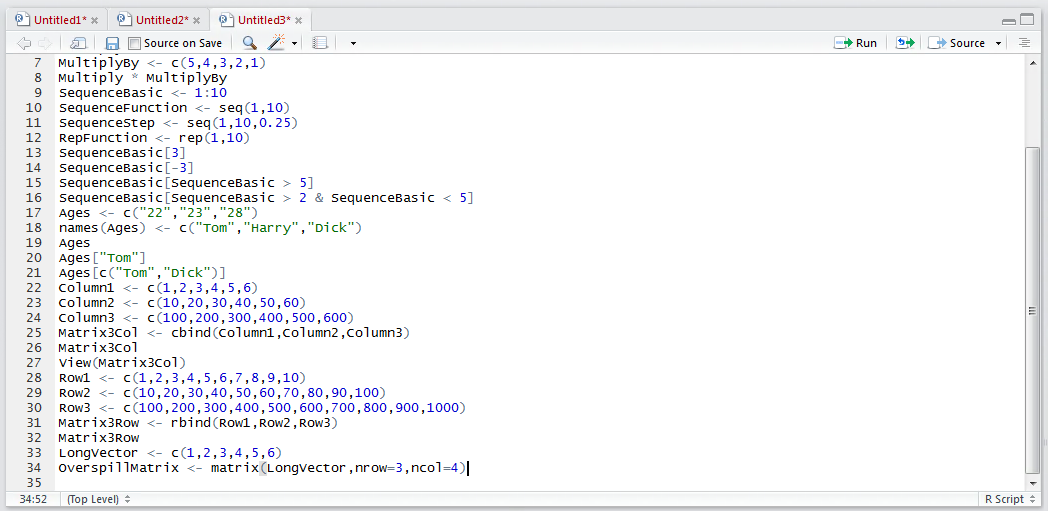 Untitled1* Untitled2* Untitled3*
Source on Save Run Source
7 MultiplyBy <- c(5,4,3,2,1)
8 Multiply * MultiplyBy
9 SequenceBasic <- 1:10
10 SequenceFunction <- seq(1,10)
11 SequenceStep <- seq(1,10,0.25)
12 RepFunction <- rep(1,10)
13 SequenceBasic[3]
14 SequenceBasic[-3]
15 SequenceBasic[SequenceBasic > 5]
16 SequenceBasic[SequenceBasic > 2 & SequenceBasic < 5]
17 Ages <- c("22","23","28")
18 names(Ages) <- c("Tom","Harry","Dick")
19 Ages
20 Ages["Tom"]
21 Ages[c("Tom","Dick")]
22 Column1 <- c(1,2,3,4,5,6)
23 Column2 <- c(10,20,30,40,50,60)
24 Column3 <- c(100,200,300,400,500,600)
25 Matrix3Col <- cbind(Column1,Column2,Column3)
26 Matrix3Col
27 View(Matrix3Col)
28 Row1 <- c(1,2,3,4,5,6,7,8,9,10)
29 Row2 <- c(10,20,30,40,50,60,70,80,90,100)
30 Row3 <- c(100,200,300,400,500,600,700,800,900,1000)
31 Matrix3Row <- rbind(Row1,Row2,Row3)
32 Matrix3Row
33 LongVector <- c(1,2,3,4,5,6)
34 OverspillMatrix <- matrix(LongVector,nrow=3,ncol=4)
35
34:52 (Top Level) R Script